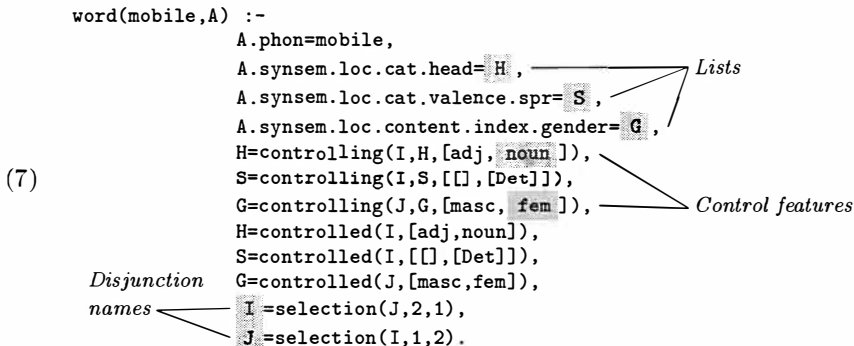 word(mobile,A) :-
A.phon=mobile,
A.synsem.loc.cat.head= H , Lists
A.synsem.loc.cat.valence.spr= S ,
A.synsem.loc.content.index.gender= G ,
H=controlling(I,H,[adj, noun ]),
(7) S=controlling(I,S,[[],[Det]]),
G=controlling(J,G,[masc, fem ]), Control features
H=controlled(I,[adj,noun]),
S=controlled(I,[[],[Det]]),
Disjunction G=controlled(J,[masc,fem]),
names I =selection(J,2,1),
J =selection(I,1,2).